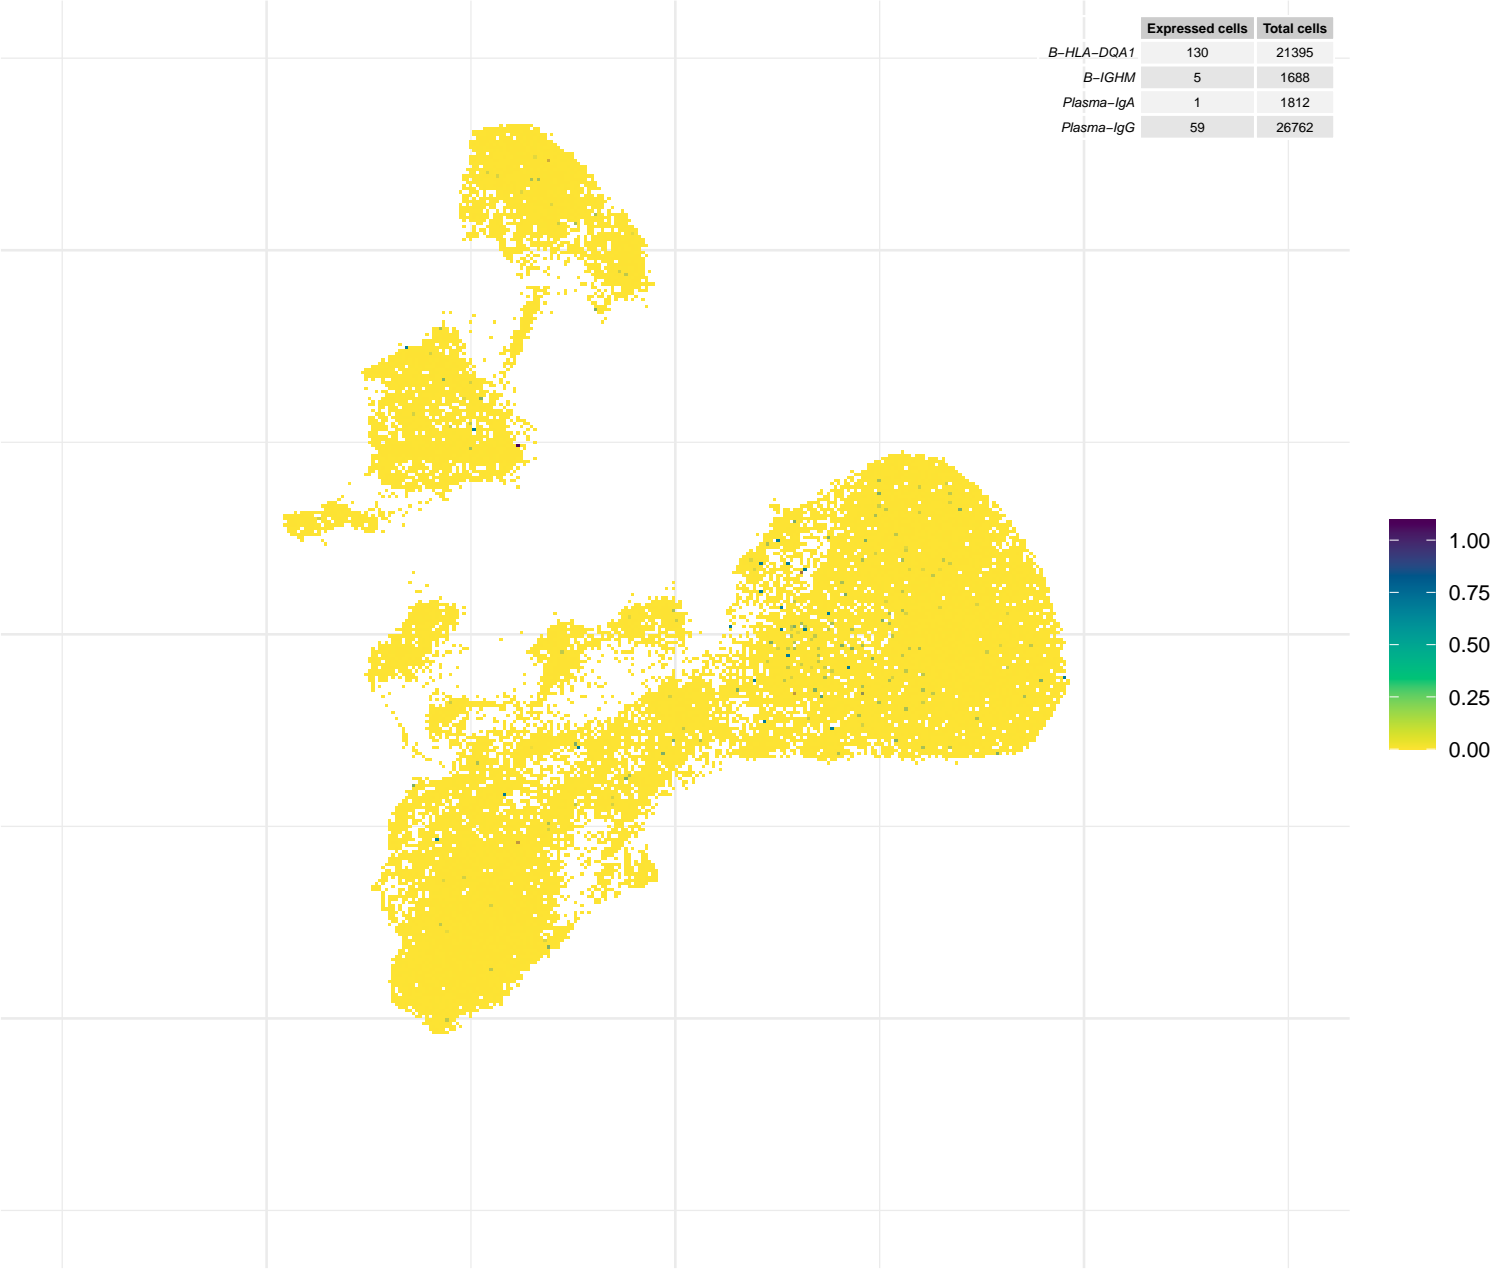 Expressed cells Total cells
B−HLA−DQA1 130 21395
B−IGHM 5 1688
Plasma−IgA 1 1812
Plasma−IgG 59 26762
1.00
0.75
0.50
0.25
0.00